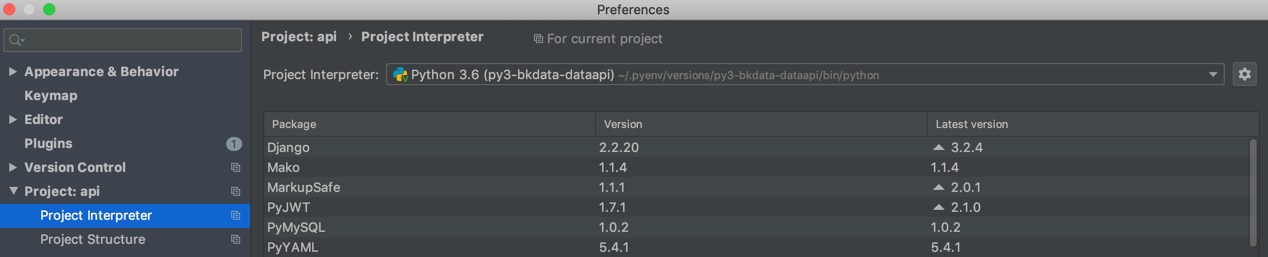 Preferences
Project: api › Project Interpreter For current project
Appearance & Behavior
Keymap
Editor
Plugins 1
Version Control
Project: api
Project Interpreter
Project Structure
Project Interpreter: Python 3.6 (py3-bkdata-dataapi) ~/.pyenv/versions/py3-bkdata-dataapi/bin/python
Package Version Latest version
Django 2.2.20 3.2.4
Mako 1.1.4 1.1.4
MarkupSafe 1.1.1 2.0.1
PyJWT 1.7.1 2.1.0
PyMySQL 1.0.2 1.0.2
PyYAML 5.4.1 5.4.1